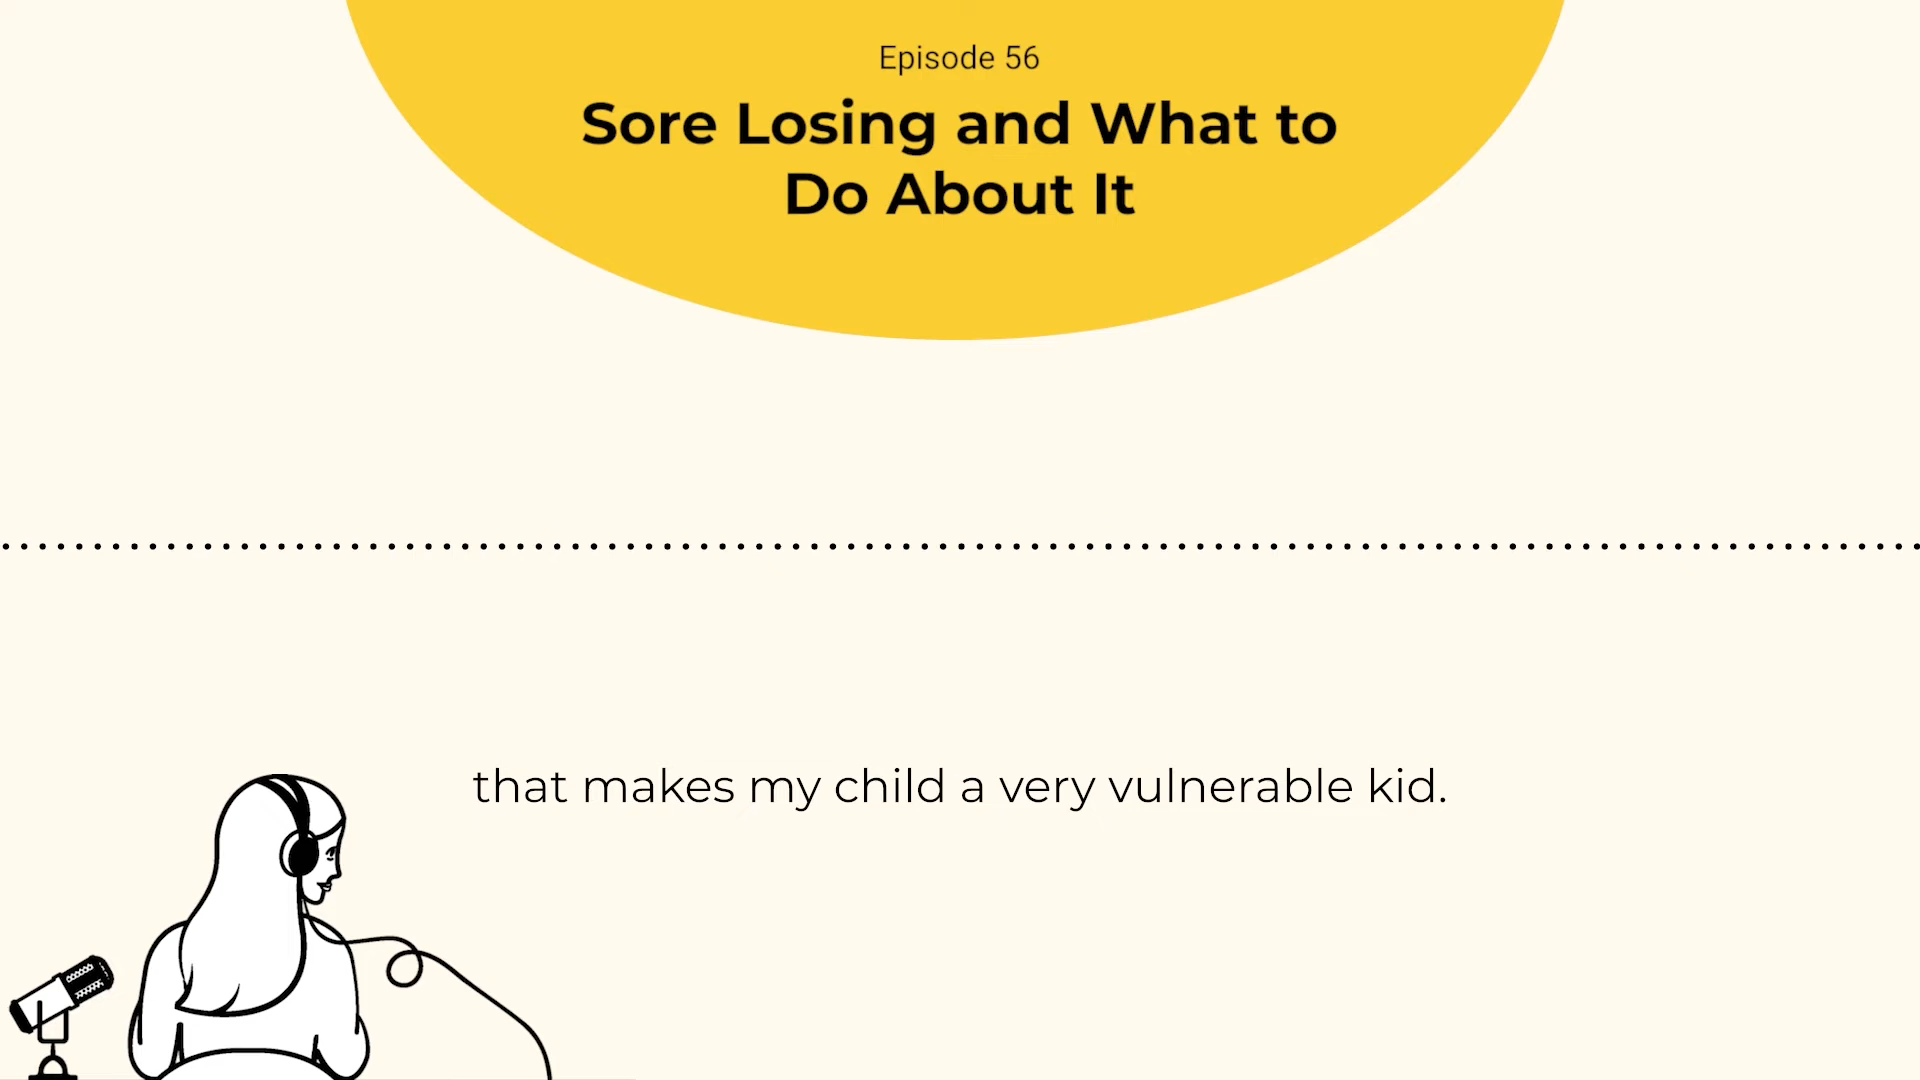 Episode 56
Sore Losing and What to
Do About It
that makes my child a very vulnerable kid.